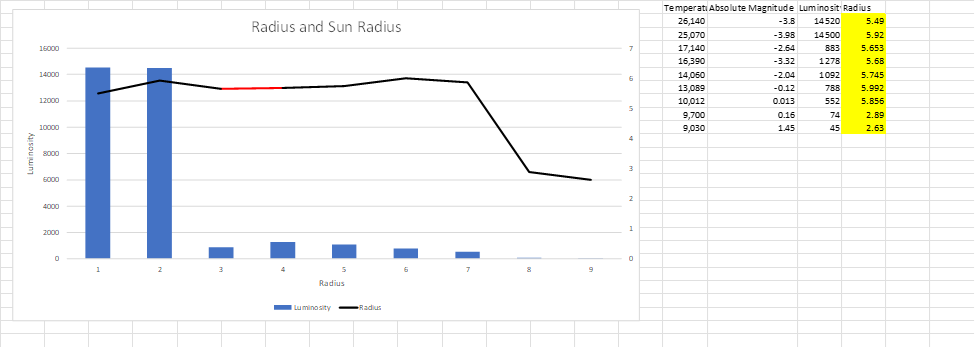 Radius and Sun Radius
16000
14000
12000
10000
8000
6000
4000
2000
0
Luminosity
7
6
5
4
3
2
1
0
1 2 3 4 5 6 7 8 9
Radius
Luminosity Radius
Temperati Absolute Magnitude Luminosit Radius
26,140 -3.8 14520 5.49
25,070 -3.98 14500 5.92
17,140 -2.64 883 5.653
16,390 -3.32 1278 5.68
14,060 -2.04 1092 5.745
13,089 -0.12 788 5.992
10,012 0.013 552 5.856
9,700 0.16 74 2.89
9,030 1.45 45 2.63